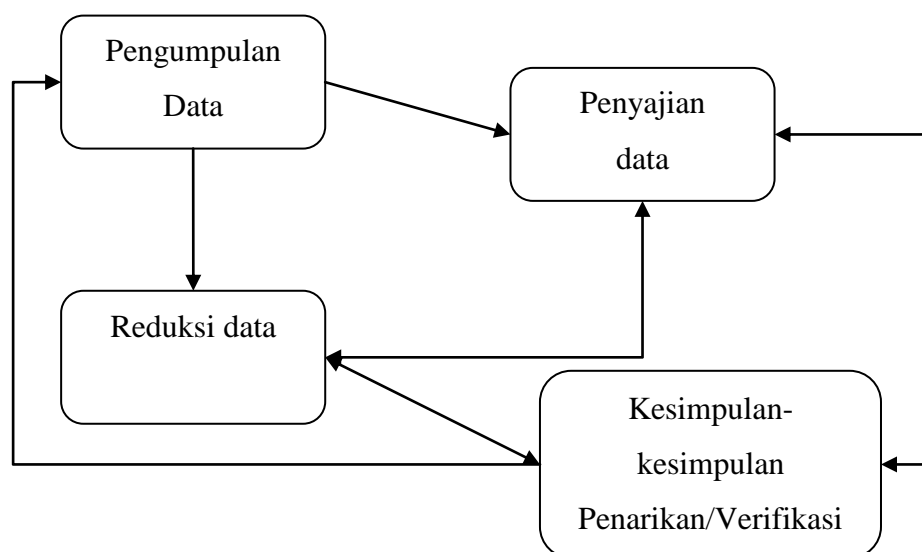 Pengumpulan
Data
Penyajian
data
Reduksi data
Kesimpulan-
kesimpulan
Penarikan/Verifikasi